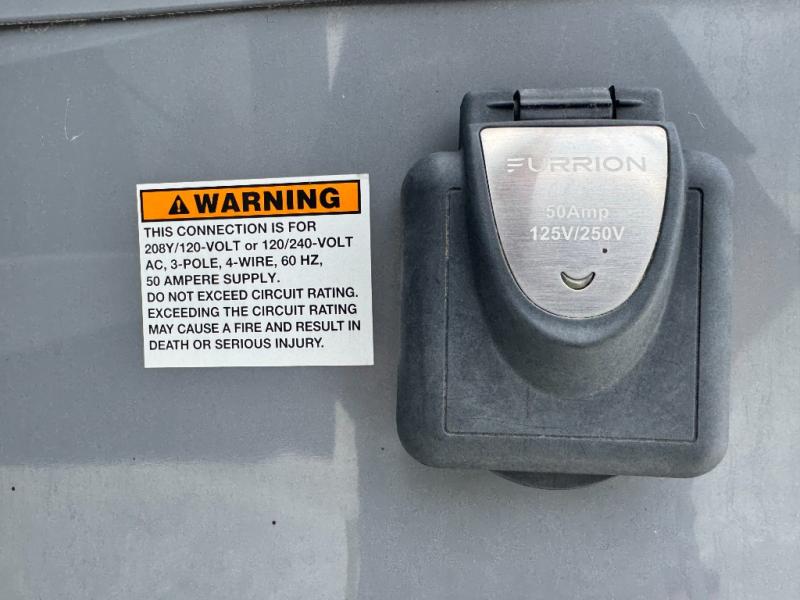 WARNING
THIS CONNECTION IS FOR
208Y/120-VOLT or 120/240-VOLT
AC, 3-POLE, 4-WIRE, 60 HZ,
50 AMPERE SUPPLY.
DO NOT EXCEED CIRCUIT RATING.
EXCEEDING THE CIRCUIT RATING
MAY CAUSE A FIRE AND RESULT IN
DEATH OR SERIOUS INJURY.
FURRION
50Amp
125V/250V